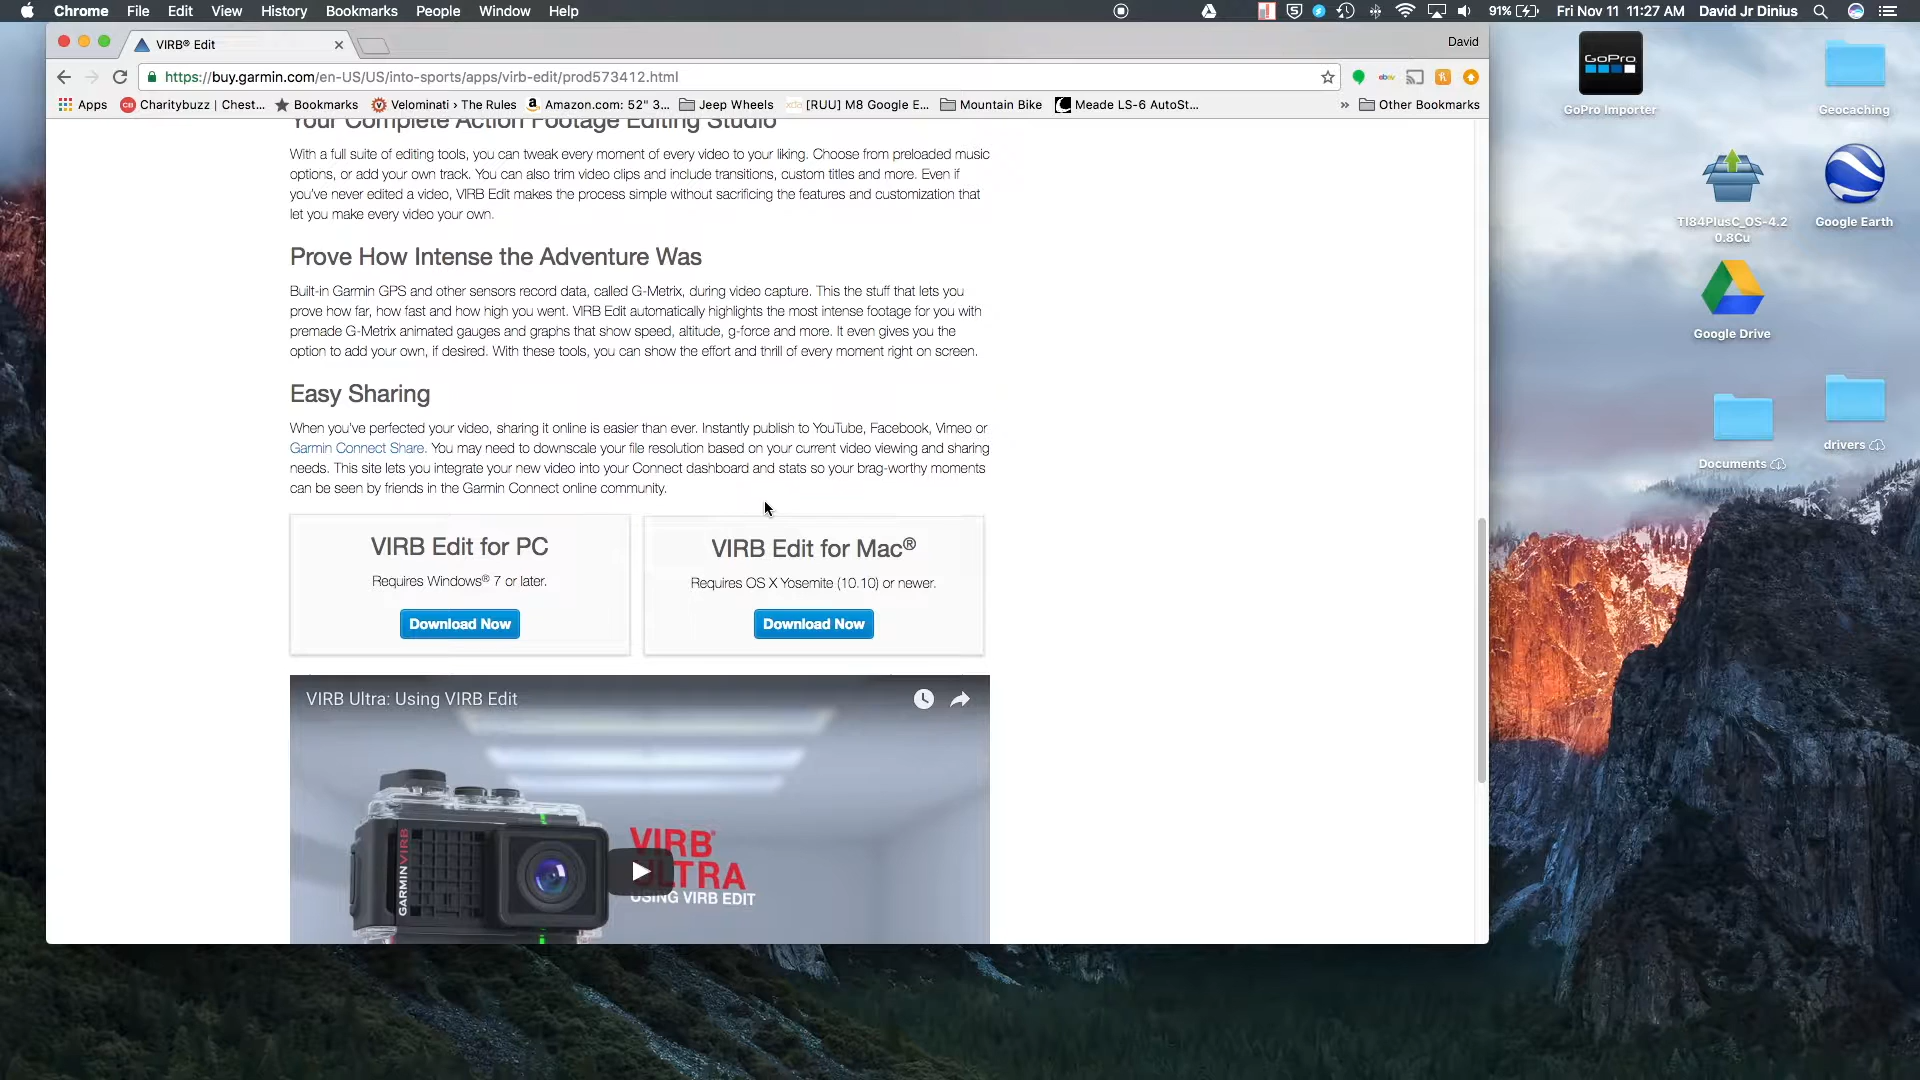 Chrome File Edit View History Bookmarks People Window Help 91% Fri Nov 11 11:27 AM David Jr Dinius
VIRB® Edit
David
https://buy.garmin.com/en-US/US/into-sports/apps/virb-edit/prod573412.html
Apps Charitybuzz | Chest... Bookmarks Velominati › The Rules Amazon.com: 52" 3... Jeep Wheels [RUU] M8 Google E... Mountain Bike Meade LS-6 AutoSt... » Other Bookmarks
Your Complete Action Footage Editing Studio
With a full suite of editing tools, you can tweak every moment of every video to your liking. Choose from preloaded music
options, or add your own track. You can also trim video clips and include transitions, custom titles and more. Even if
you've never edited a video, VIRB Edit makes the process simple without sacrificing the features and customization that
let you make every video your own.
Prove How Intense the Adventure Was
Built-in Garmin GPS and other sensors record data, called G-Metrix, during video capture. This the stuff that lets you
prove how far, how fast and how high you went. VIRB Edit automatically highlights the most intense footage for you with
premade G-Metrix animated gauges and graphs that show speed, altitude, g-force and more. It even gives you the
option to add your own, if desired. With these tools, you can show the effort and thrill of every moment right on screen.
Easy Sharing
When you've perfected your video, sharing it online is easier than ever. Instantly publish to YouTube, Facebook, Vimeo or
Garmin Connect Share. You may need to downscale your file resolution based on your current video viewing and sharing
needs. This site lets you integrate your new video into your Connect dashboard and stats so your brag-worthy moments
can be seen by friends in the Garmin Connect online community.
VIRB Edit for PC
Requires Windows® 7 or later.
Download Now
VIRB Edit for Mac®
Requires OS X Yosemite (10.10) or newer.
Download Now
VIRB Ultra: Using VIRB Edit
GARMIN VIRB
VIRB®
ULTRA
USING VIRB EDIT
GoPro
GoPro Importer
Geocaching
TI84PlusC_OS-4.2
0.8Cu
Google Earth
Google Drive
Documents
drivers